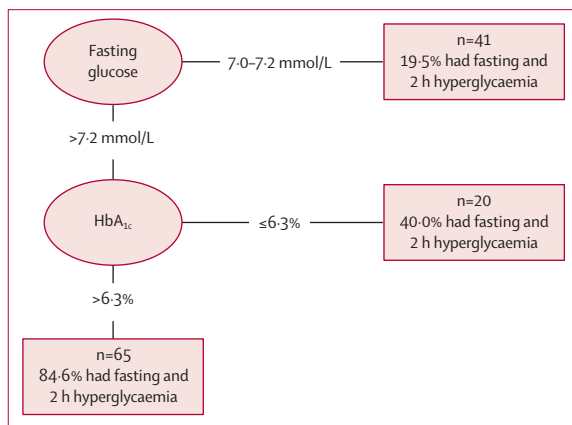 Fasting
glucose
7·0–7·2 mmol/L
n=41
19·5% had fasting and
2 h hyperglycaemia
>7·2 mmol/L
HbA1c
≤6·3%
n=20
40·0% had fasting and
2 h hyperglycaemia
>6·3%
n=65
84·6% had fasting and
2 h hyperglycaemia